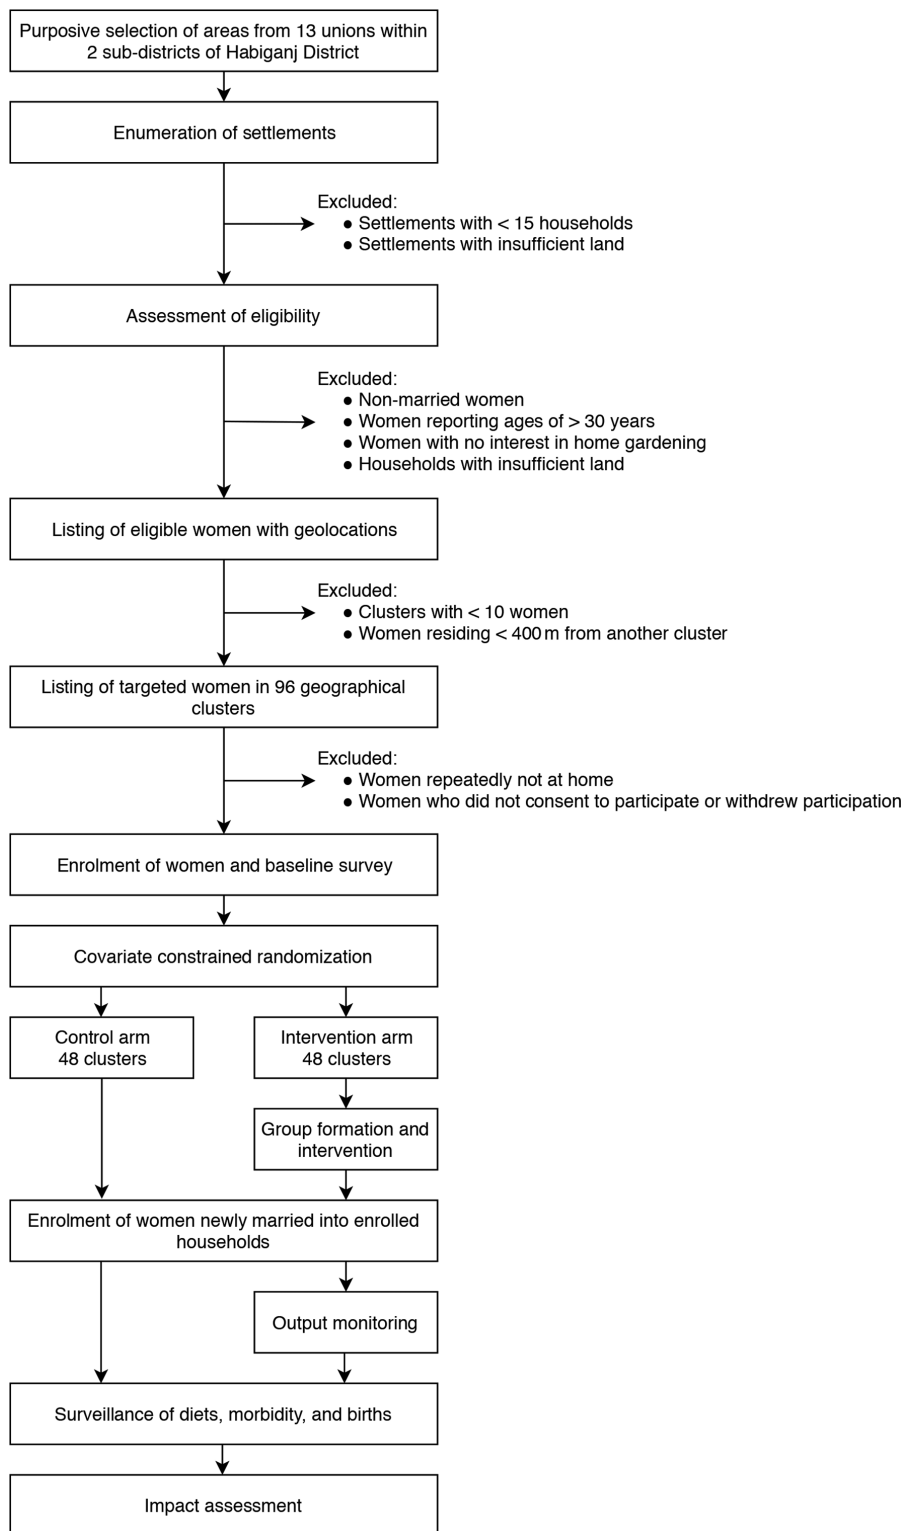 Purposive selection of areas from 13 unions within
2 sub-districts of Habiganj District
Enumeration of settlements
Excluded:
● Settlements with < 15 households
● Settlements with insufficient land
Assessment of eligibility
Excluded:
● Non-married women
● Women reporting ages of > 30 years
● Women with no interest in home gardening
● Households with insufficient land
Listing of eligible women with geolocations
Excluded:
● Clusters with < 10 women
● Women residing < 400 m from another cluster
Listing of targeted women in 96 geographical
clusters
Excluded:
● Women repeatedly not at home
● Women who did not consent to participate or withdrew participation
Enrolment of women and baseline survey
Covariate constrained randomization
Control arm
48 clusters
Intervention arm
48 clusters
Group formation and
intervention
Enrolment of women newly married into enrolled
households
Output monitoring
Surveillance of diets, morbidity, and births
Impact assessment